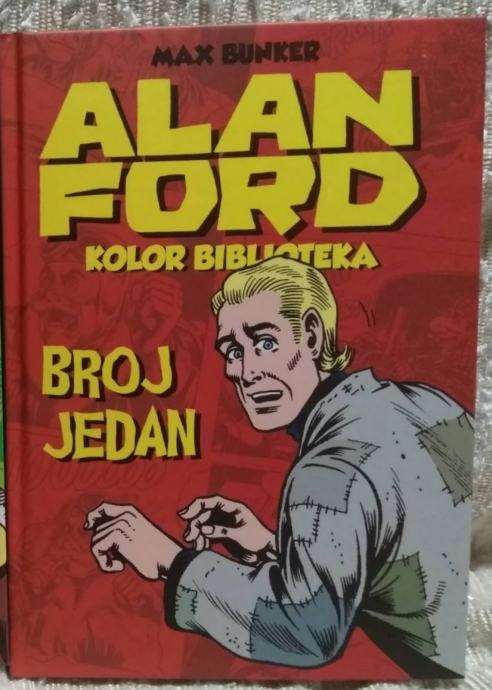 MAX BUNKER
ALAN
FORD
KOLOR BIBLIOTEKA
BROJ
JEDAN